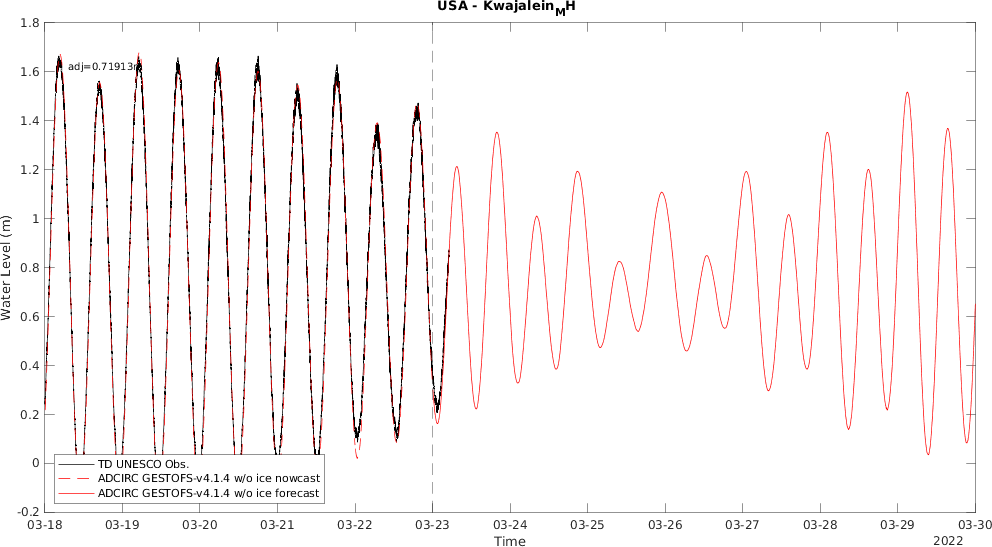 USA - Kwajalein_MH
adj=0.71913m
1.8
1.6
1.4
1.2
1
0.8
0.6
0.4
0.2
0
-0.2
Water Level (m)
TD UNESCO Obs.
ADCIRC GESTOFS-v4.1.4 w/o ice nowcast
ADCIRC GESTOFS-v4.1.4 w/o ice forecast
03-18 03-19 03-20 03-21 03-22 03-23 03-24 03-25 03-26 03-27 03-28 03-29 03-30
Time
2022